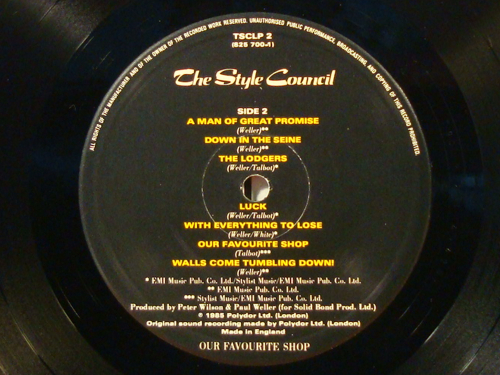 ALL RIGHTS OF THE MANUFACTURER AND OF THE OWNER OF THE RECORDED WORK RESERVED. UNAUTHORISED PUBLIC PERFORMANCE, BROADCASTING, AND COPYING OF THIS RECORD PROHIBITED.
TSCLP 2
(825 700-1)
The Style Council
SIDE 2
A MAN OF GREAT PROMISE
(Weller)**
DOWN IN THE SEINE
(Weller)**
THE LODGERS
(Weller/Talbot)*
LUCK
(Weller/Talbot)*
WITH EVERYTHING TO LOSE
(Weller/White)*
OUR FAVOURITE SHOP
(Talbot)***
WALLS COME TUMBLING DOWN!
(Weller)**
* EMI Music Pub. Co. Ltd./Stylist Music/EMI Music Pub. Co. Ltd.
** EMI Music Pub. Co. Ltd.
*** Stylist Music/EMI Music Pub. Co. Ltd.
Produced by Peter Wilson & Paul Weller (for Solid Bond Prod. Ltd.)
℗ 1985 Polydor Ltd. (London)
Original sound recording made by Polydor Ltd. (London)
Made in England
OUR FAVOURITE SHOP